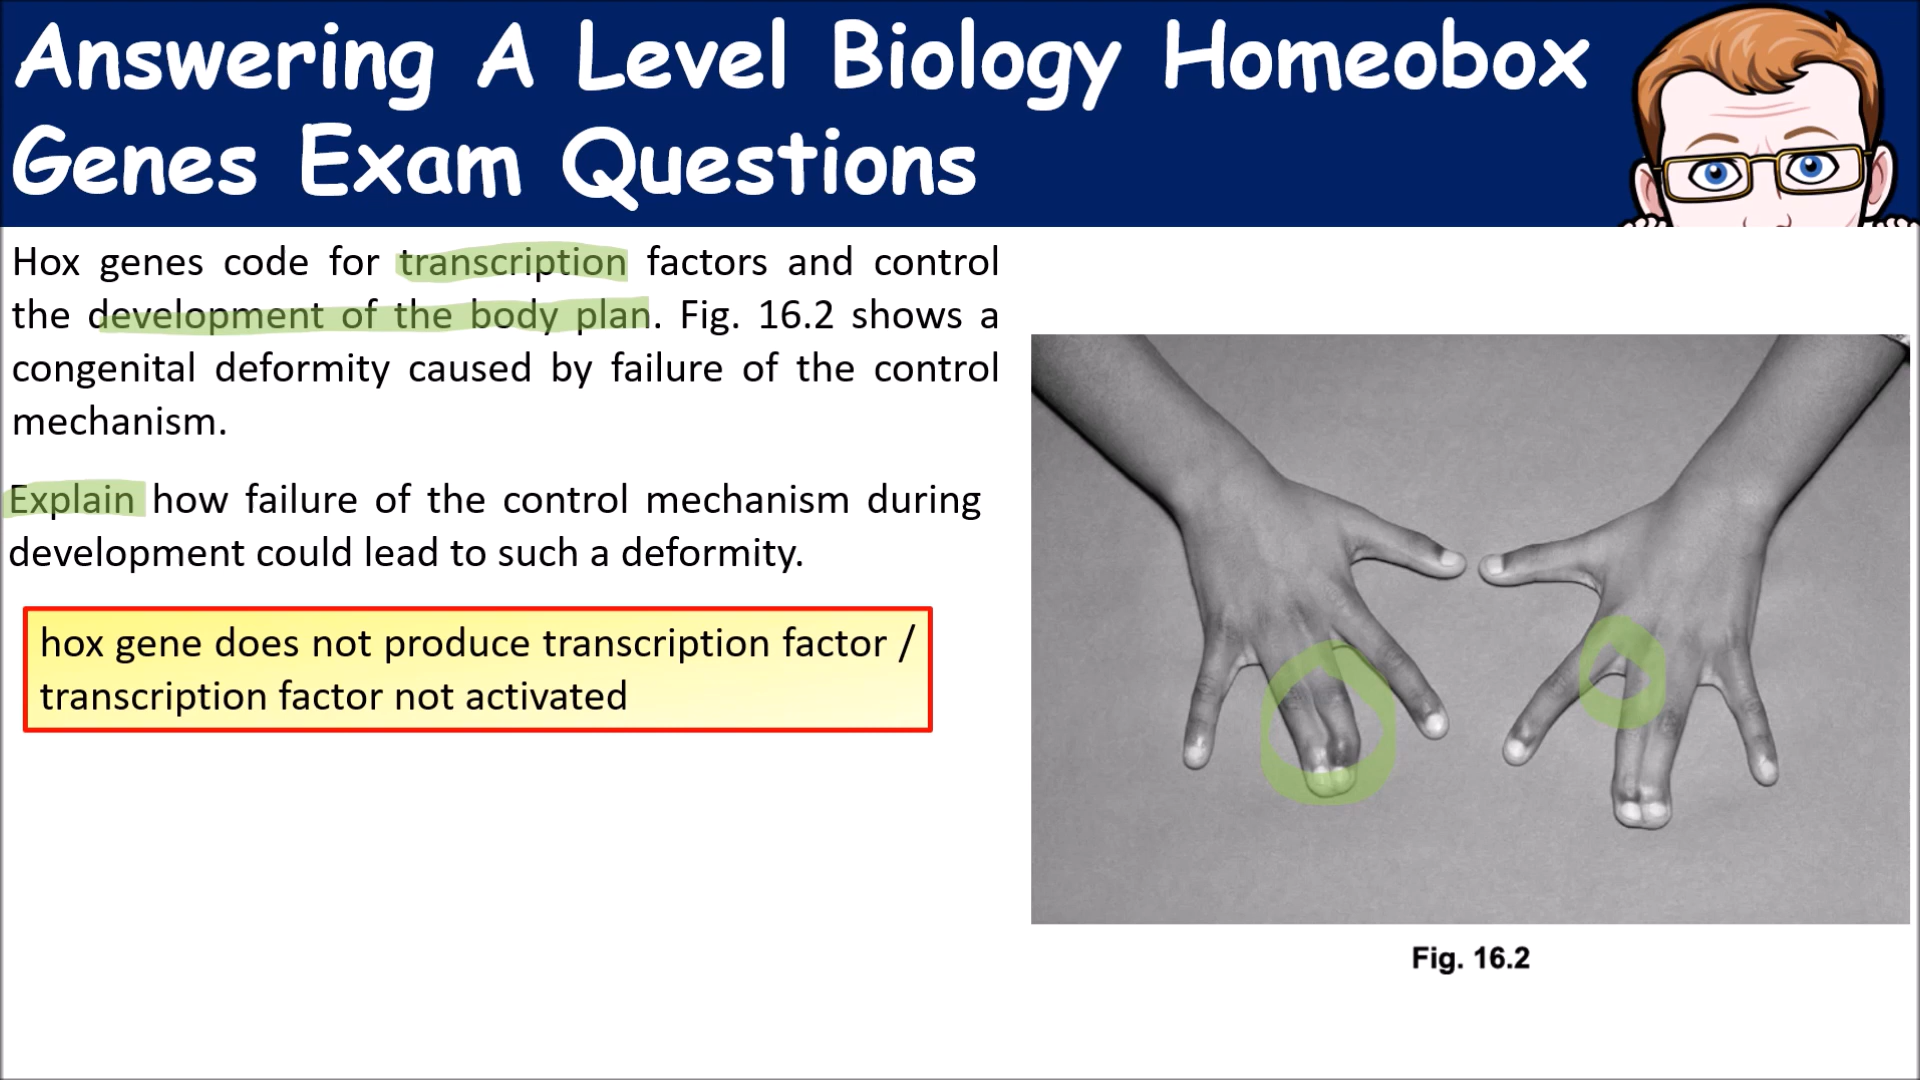 Answering A Level Biology Homeobox
Genes Exam Questions
Hox genes code for transcription factors and control
the development of the body plan. Fig. 16.2 shows a
congenital deformity caused by failure of the control
mechanism.
Explain how failure of the control mechanism during
development could lead to such a deformity.
hox gene does not produce transcription factor /
transcription factor not activated
Fig. 16.2